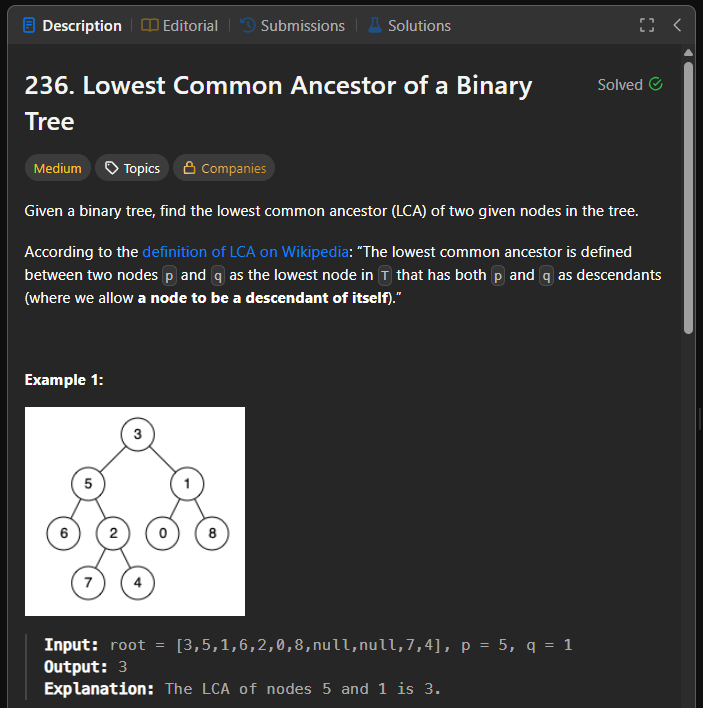 Description | Editorial | Submissions | Solutions
236. Lowest Common Ancestor of a Binary
Tree
Solved
Medium Topics Companies
Given a binary tree, find the lowest common ancestor (LCA) of two given nodes in the tree.
According to the definition of LCA on Wikipedia: “The lowest common ancestor is defined
between two nodes p and q as the lowest node in T that has both p and q as descendants
(where we allow a node to be a descendant of itself).”
Example 1:
3
5 1
6 2 0 8
7 4
Input: root = [3,5,1,6,2,0,8,null,null,7,4], p = 5, q = 1
Output: 3
Explanation: The LCA of nodes 5 and 1 is 3.